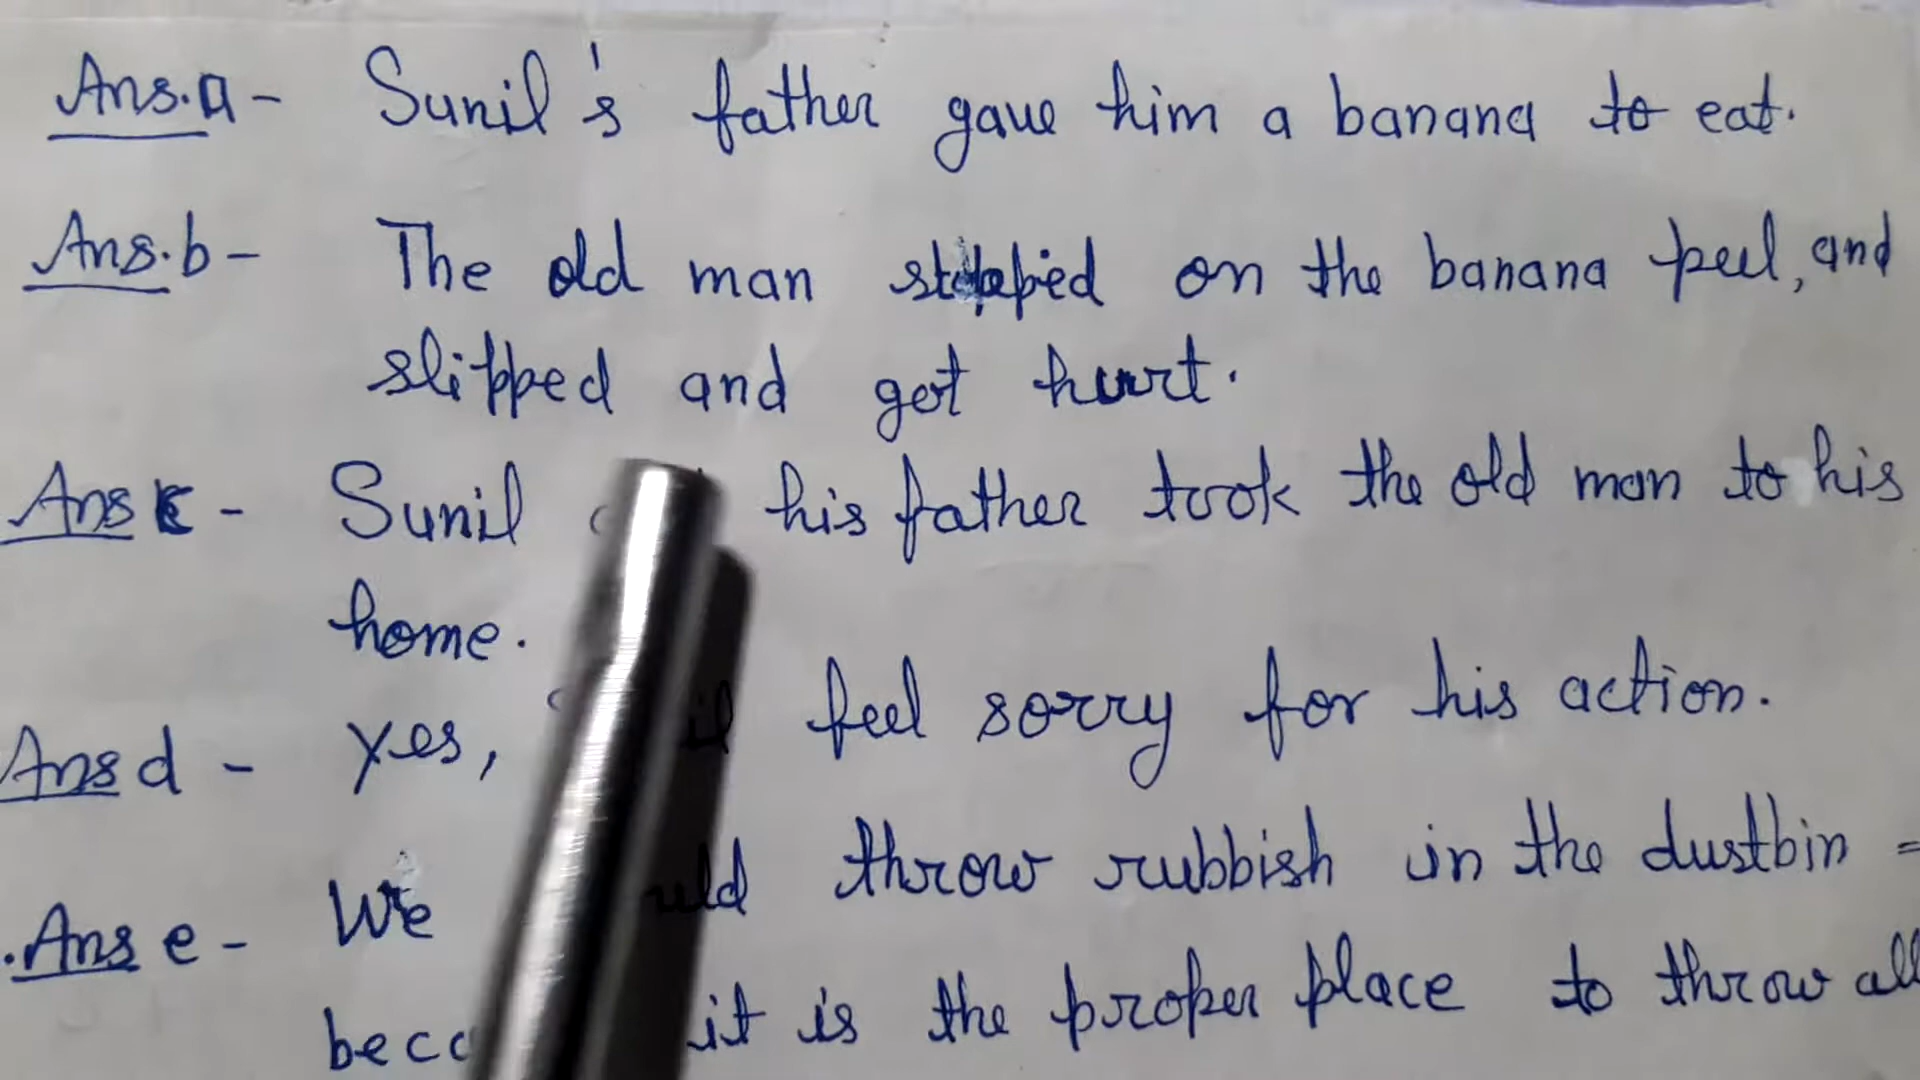 Ans.a - Sunil's father gave him a banana to eat.
Ans.b - The old man on the banana peel, and
slipped and got hurt.
Ans c - Sunil his father took the old man to his
home.
Ans d - Yes, feel sorry for his action.
Ans e - We throw rubbish in the dustbin =
it is the proper place to throw all